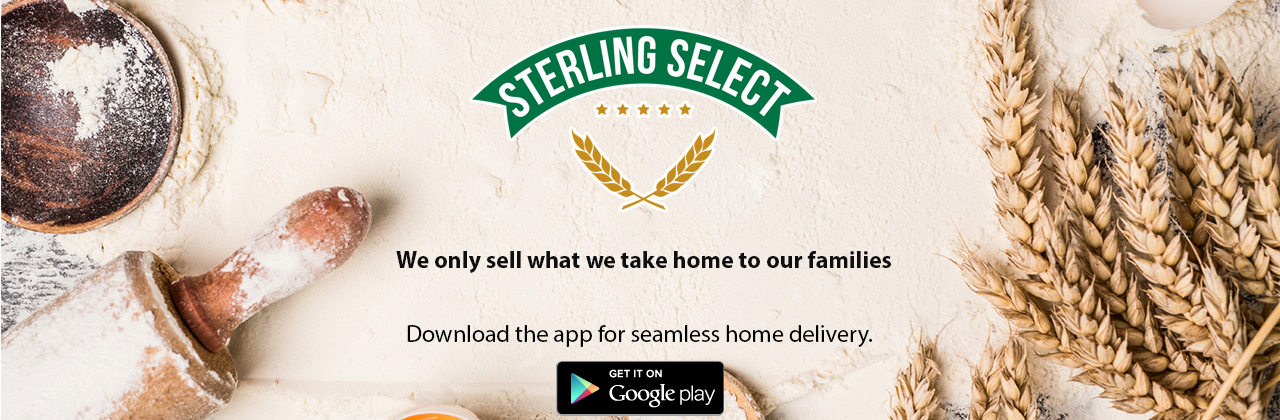 STERLING SELECT
We only sell what we take home to our families
Download the app for seamless home delivery.
GET IT ON
Google play